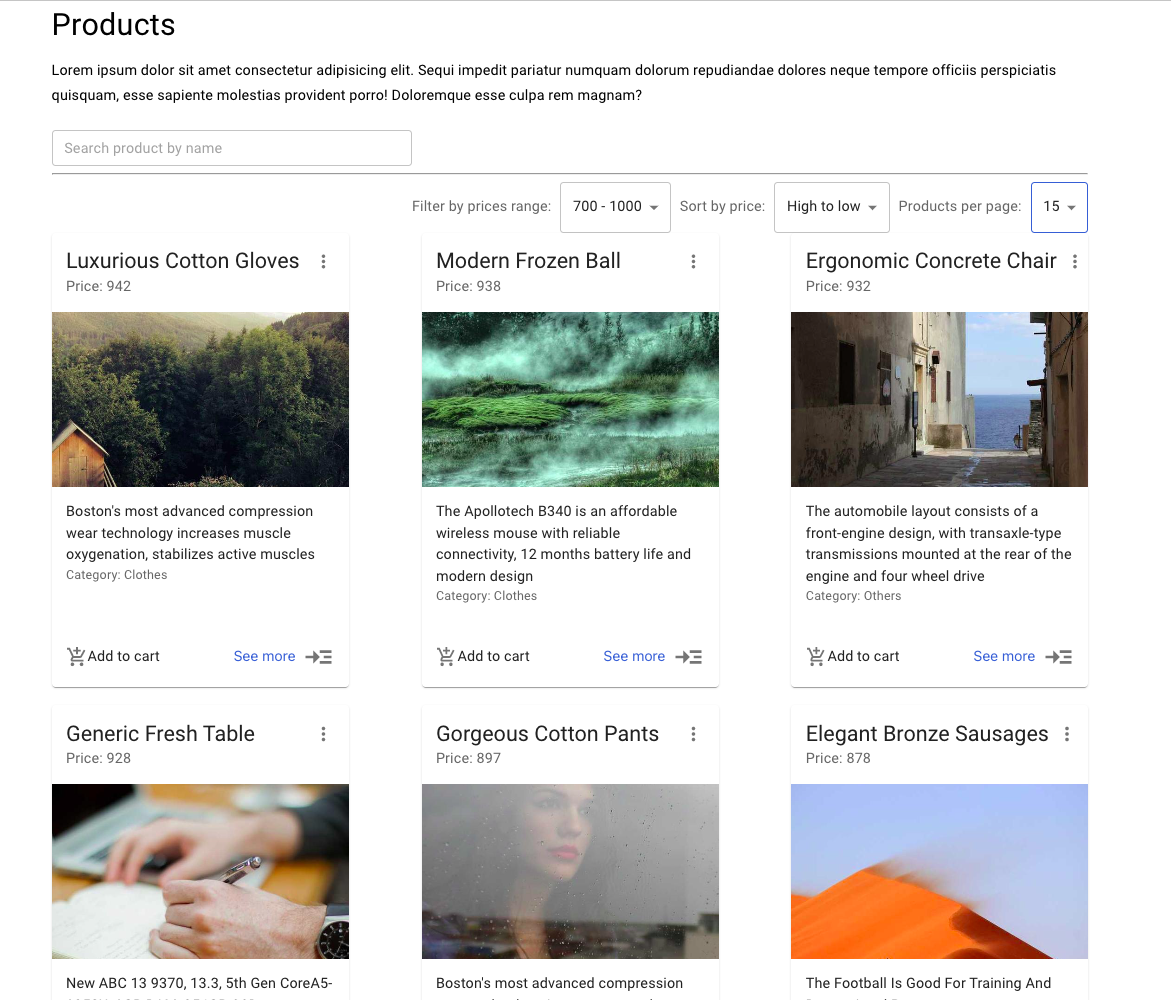 Products
Lorem ipsum dolor sit amet consectetur adipisicing elit. Sequi impedit pariatur numquam dolorum repudiandae dolores neque tempore officiis perspiciatis
quisquam, esse sapiente molestias provident porro! Doloremque esse culpa rem magnam?
Search product by name
Filter by prices range: 700 - 1000 Sort by price: High to low Products per page: 15
Luxurious Cotton Gloves
Price: 942
Boston's most advanced compression
wear technology increases muscle
oxygenation, stabilizes active muscles
Category: Clothes
Add to cart See more
Modern Frozen Ball
Price: 938
The Apollotech B340 is an affordable
wireless mouse with reliable
connectivity, 12 months battery life and
modern design
Category: Clothes
Add to cart See more
Ergonomic Concrete Chair
Price: 932
The automobile layout consists of a
front-engine design, with transaxle-type
transmissions mounted at the rear of the
engine and four wheel drive
Category: Others
Add to cart See more
Generic Fresh Table
Price: 928
New ABC 13 9370, 13.3, 5th Gen CoreA5-
Gorgeous Cotton Pants
Price: 897
Boston's most advanced compression
Elegant Bronze Sausages
Price: 878
The Football Is Good For Training And